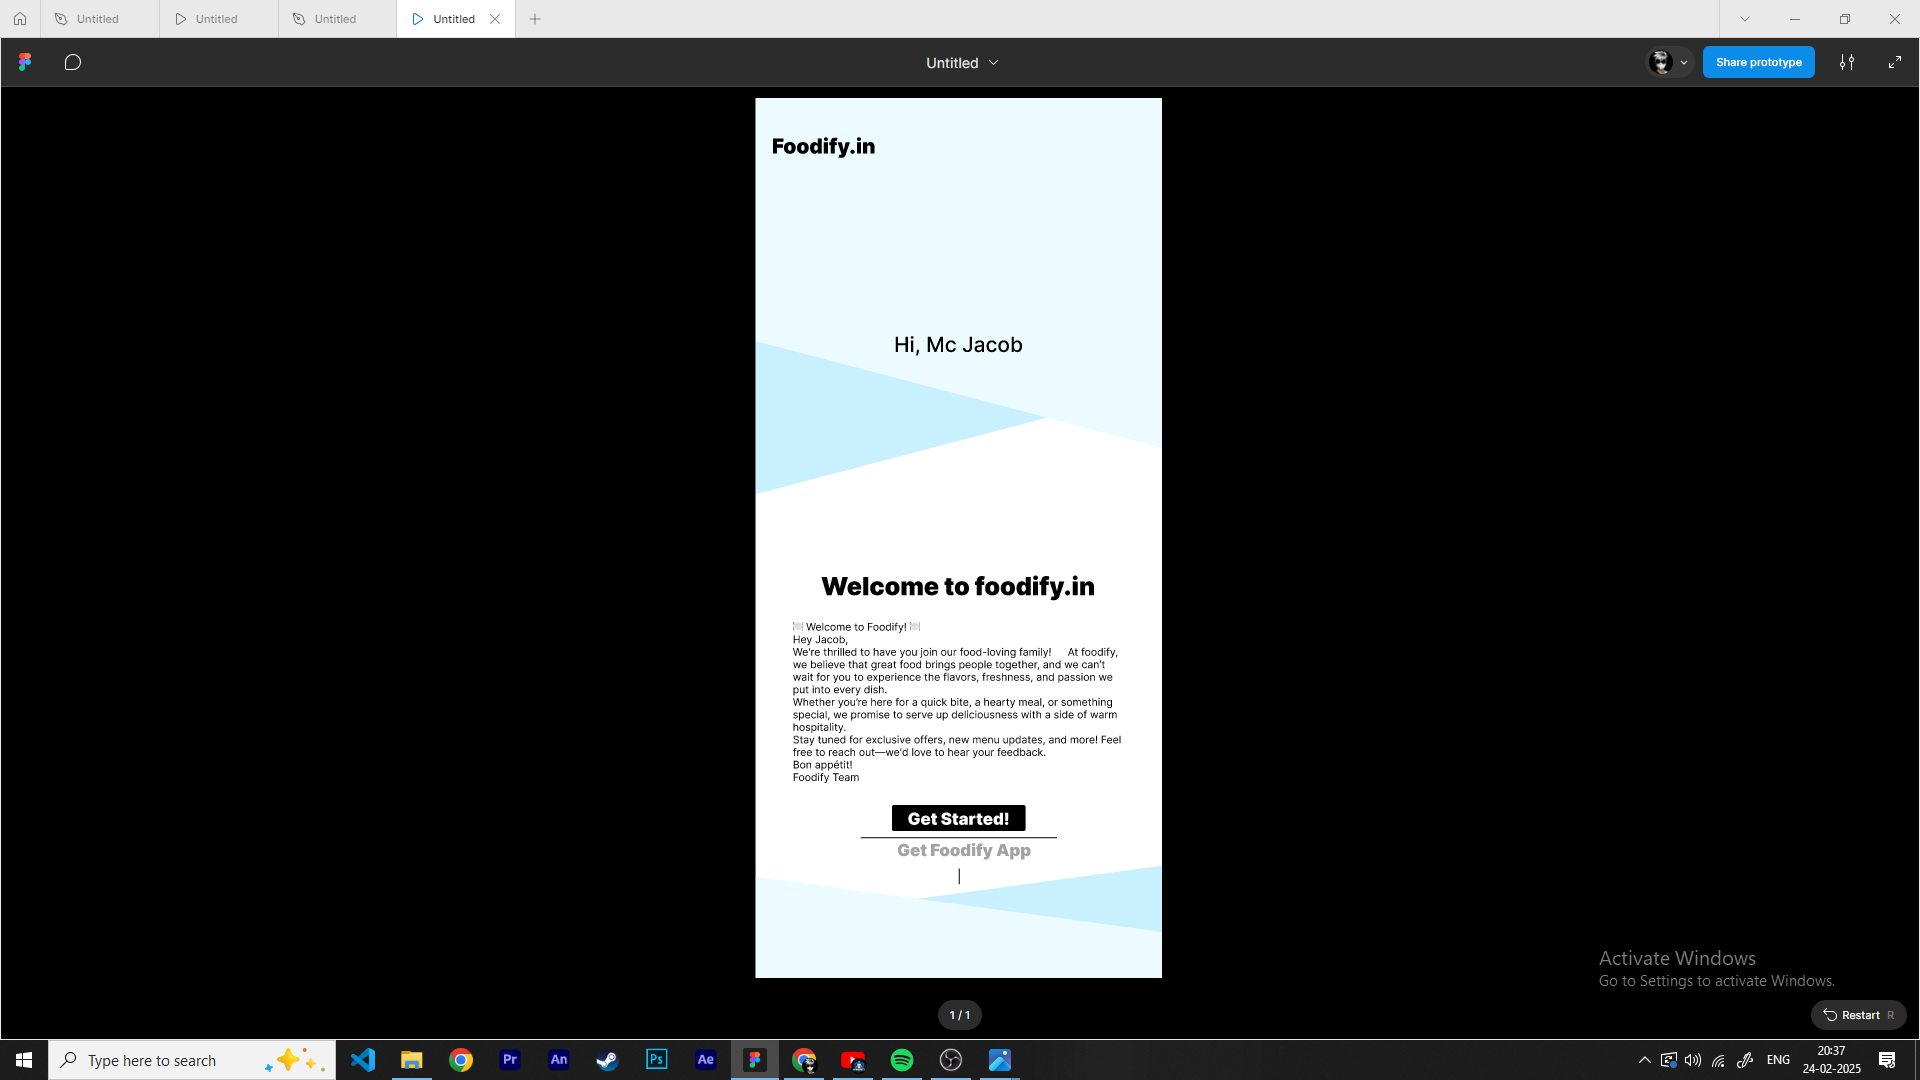 Untitled
Untitled
Untitled
Untitled
Untitled
Share prototype
Foodify.in
Hi, Mc Jacob
Welcome to foodify.in
🍽 Welcome to Foodify! 🍽
Hey Jacob,
We're thrilled to have you join our food-loving family! At foodify,
we believe that great food brings people together, and we can't
wait for you to experience the flavors, freshness, and passion we
put into every dish.
Whether you're here for a quick bite, a hearty meal, or something
special, we promise to serve up deliciousness with a side of warm
hospitality.
Stay tuned for exclusive offers, new menu updates, and more! Feel
free to reach out—we'd love to hear your feedback.
Bon appétit!
Foodify Team
Get Started!
Get Foodify App
Activate Windows
Go to Settings to activate Windows.
1 / 1
Restart R
Type here to search
Pr
An
Ps
Ae
ENG
20:37
24-02-2025